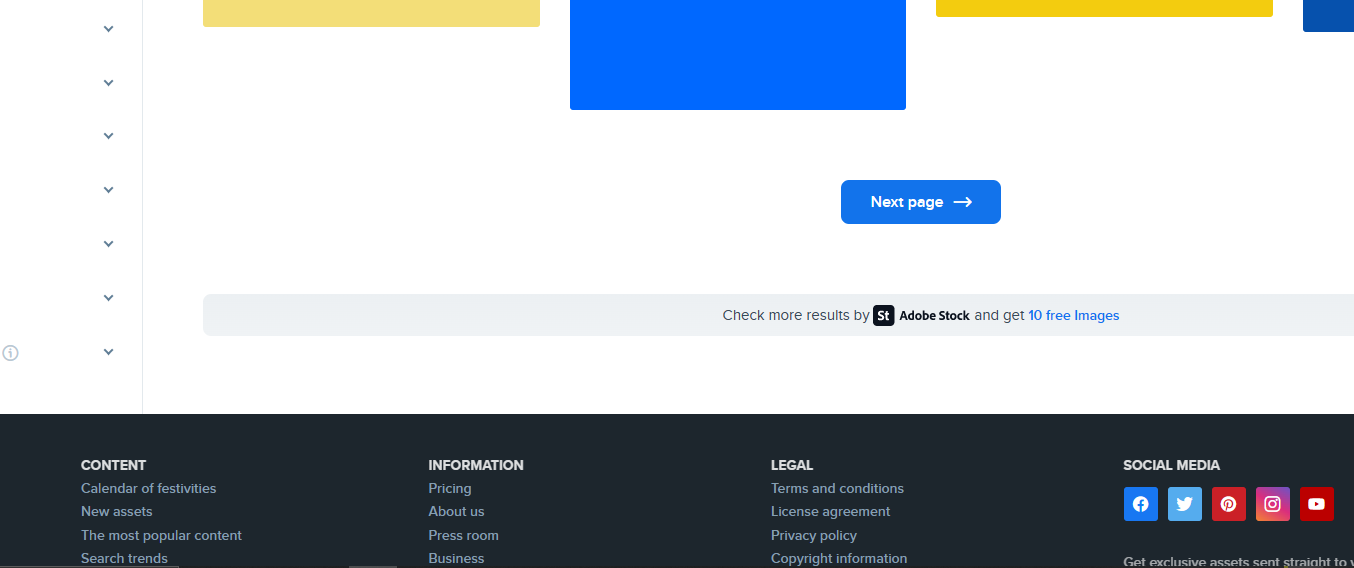 Next page
Check more results by St Adobe Stock and get 10 free Images
CONTENT
Calendar of festivities
New assets
The most popular content
Search trends
INFORMATION
Pricing
About us
Press room
Business
LEGAL
Terms and conditions
License agreement
Privacy policy
Copyright information
SOCIAL MEDIA
Get exclusive assets sent straight to